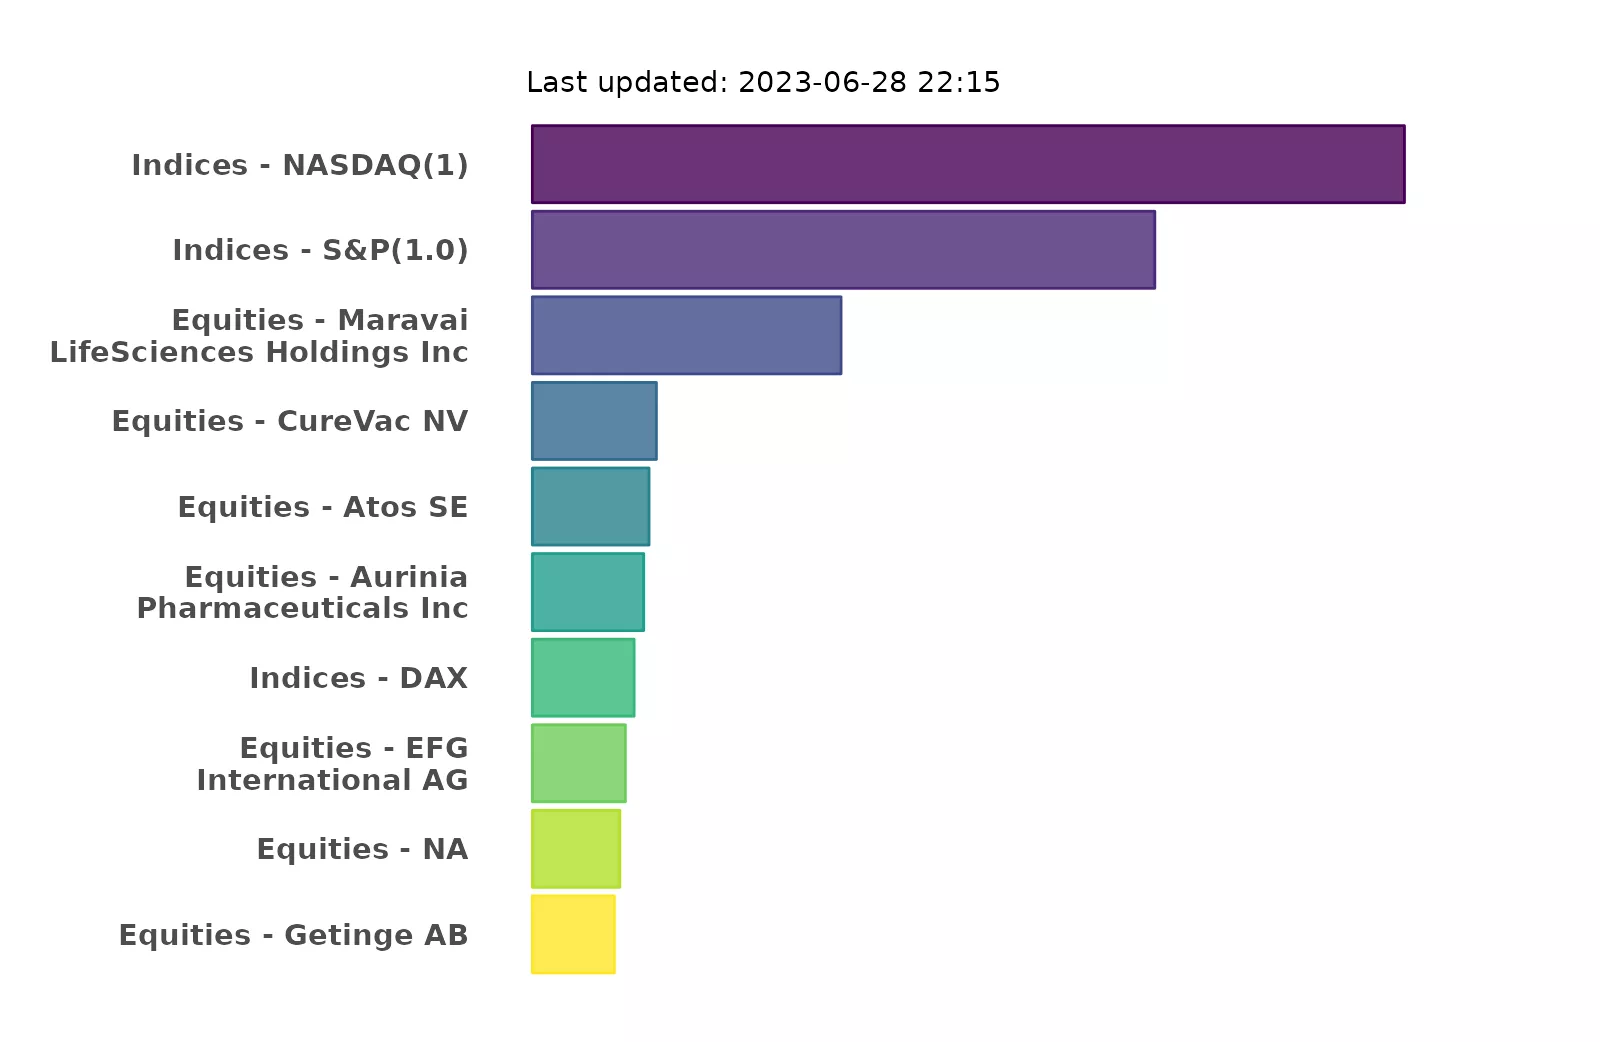 Last updated: 2023-06-28 22:15
Indices - NASDAQ(1)
Indices - S&P(1.0)
Equities - Maravai
LifeSciences Holdings Inc
Equities - CureVac NV
Equities - Atos SE
Equities - Aurinia
Pharmaceuticals Inc
Indices - DAX
Equities - EFG
International AG
Equities - NA
Equities - Getinge AB